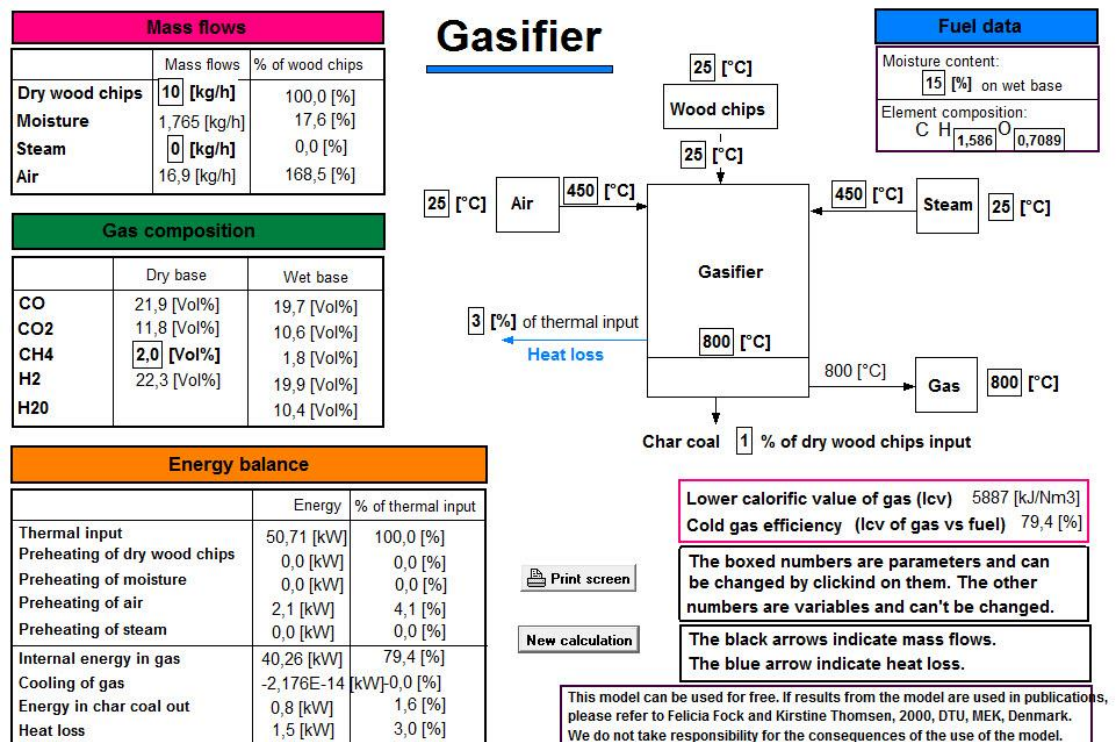 Mass flows
Mass flows % of wood chips
Dry wood chips 10 [kg/h] 100,0 [%]
Moisture 1,765 [kg/h] 17,6 [%]
Steam 0 [kg/h] 0,0 [%]
Air 16,9 [kg/h] 168,5 [%]
Gas composition
Dry base Wet base
CO 21,9 [Vol%] 19,7 [Vol%]
CO2 11,8 [Vol%] 10,6 [Vol%]
CH4 2,0 [Vol%] 1,8 [Vol%]
H2 22,3 [Vol%] 19,9 [Vol%]
H20 10,4 [Vol%]
Energy balance
Energy % of thermal input
Thermal input 50,71 [kW] 100,0 [%]
Preheating of dry wood chips 0,0 [kW] 0,0 [%]
Preheating of moisture 0,0 [kW] 0,0 [%]
Preheating of air 2,1 [kW] 4,1 [%]
Preheating of steam 0,0 [kW] 0,0 [%]
Internal energy in gas 40,26 [kW] 79,4 [%]
Cooling of gas -2,176E-14 [kW] -0,0 [%]
Energy in char coal out 0,8 [kW] 1,6 [%]
Heat loss 1,5 [kW] 3,0 [%]
Gasifier
25 [°C]
Wood chips
25 [°C]
25 [°C] Air 450 [°C]
450 [°C] Steam 25 [°C]
Gasifier
3 [%] of thermal input
Heat loss
800 [°C]
800 [°C] Gas 800 [°C]
Char coal 1 % of dry wood chips input
Fuel data
Moisture content:
15 [%] on wet base
Element composition:
C H 1,586 O 0,7089
Lower calorific value of gas (lcv) 5887 [kJ/Nm3]
Cold gas efficiency (lcv of gas vs fuel) 79,4 [%]
Print screen
New calculation
The boxed numbers are parameters and can
be changed by clickind on them. The other
numbers are variables and can't be changed.
The black arrows indicate mass flows.
The blue arrow indicate heat loss.
This model can be used for free. If results from the model are used in publications,
please refer to Felicia Fock and Kirstine Thomsen, 2000, DTU, MEK, Denmark.
We do not take responsibility for the consequences of the use of the model.